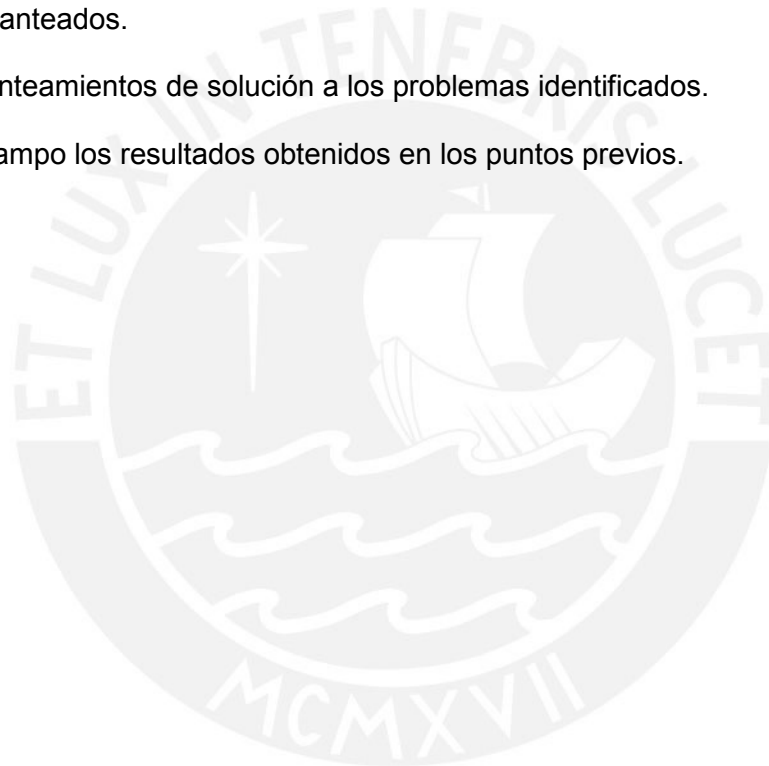 anteados.
nteamientos de solución a los problemas identificados.
ampo los resultados obtenidos en los puntos previos.
ET LUX IN TENEBRIS LUCET
MCMXVII